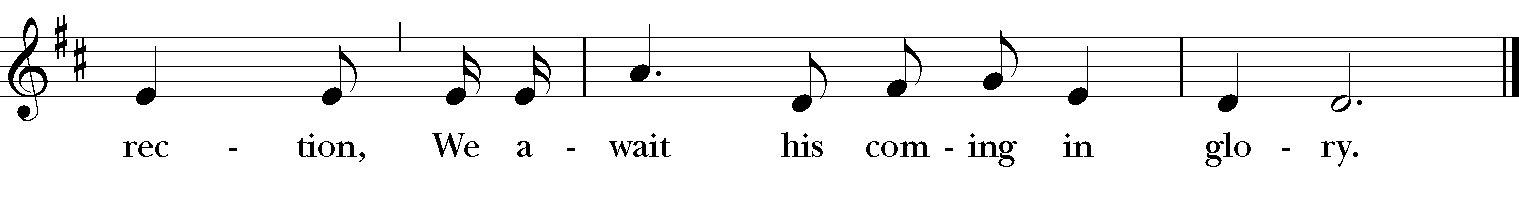 rec - tion, We a - wait his com - ing in glo - ry.